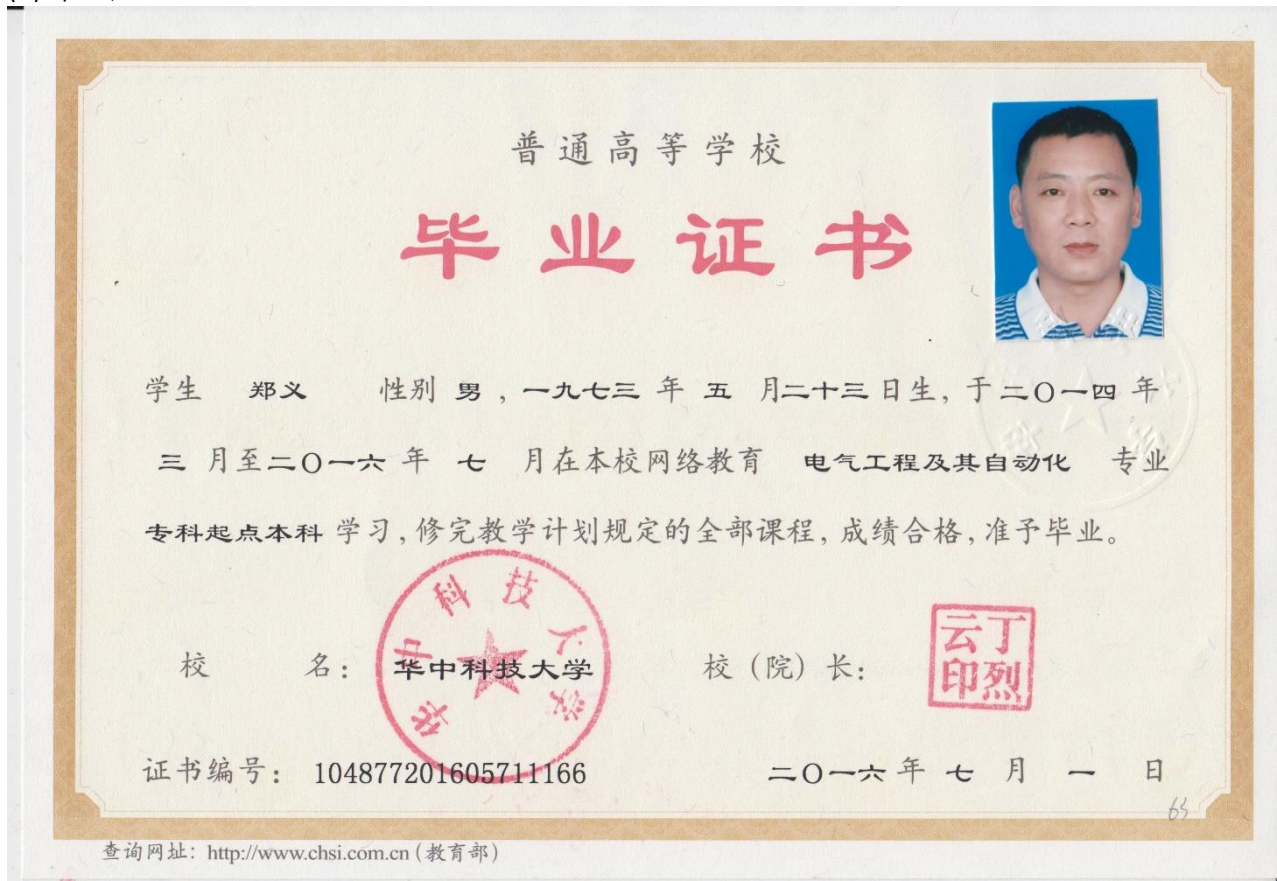 普通高等学校
毕业证书
学生 郑义 性别 男，一九七三 年 五 月二十三日生，于二〇一四 年
三 月至二〇一六 年 七 月在本校网络教育 电气工程及其自动化 专业
专科起点本科 学习，修完教学计划规定的全部课程，成绩合格，准予毕业。
华中科技大学
校 名： 华中科技大学 校（院）长：
丁烈云印
证书编号： 104877201605711166 二〇一六 年 七 月 一 日
63
查询网址：http://www.chsi.com.cn（教育部）